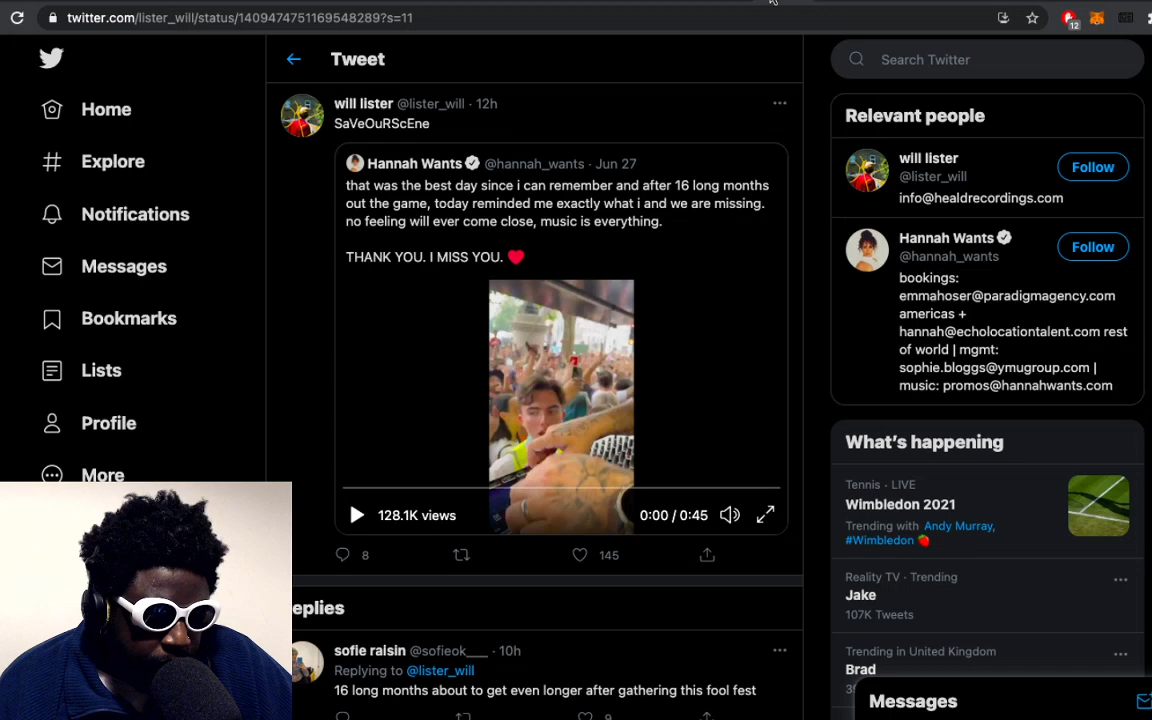 twitter.com/lister_will/status/1409474751169548289?s=11
12
Tweet
Search Twitter
Home
Explore
Notifications
Messages
Bookmarks
Lists
Profile
More
will lister @lister_will · 12h
SaVeOuRScEne
Hannah Wants @hannah_wants · Jun 27
that was the best day since i can remember and after 16 long months
out the game, today reminded me exactly what i and we are missing.
no feeling will ever come close, music is everything.
THANK YOU. I MISS YOU. ❤️
128.1K views
0:00 / 0:45
8
145
eplies
sofie raisin @sofieok___ · 10h
Replying to @lister_will
16 long months about to get even longer after gathering this fool fest
9
Relevant people
will lister
@lister_will
Follow
info@healdrecordings.com
Hannah Wants
@hannah_wants
Follow
bookings:
emmahoser@paradigmagency.com
americas +
hannah@echolocationtalent.com rest
of world | mgmt:
sophie.bloggs@ymugroup.com |
music: promos@hannahwants.com
What's happening
Tennis · LIVE
Wimbledon 2021
Trending with Andy Murray,
#Wimbledon 🍓
Reality TV · Trending
Jake
107K Tweets
Trending in United Kingdom
Brad
Messages